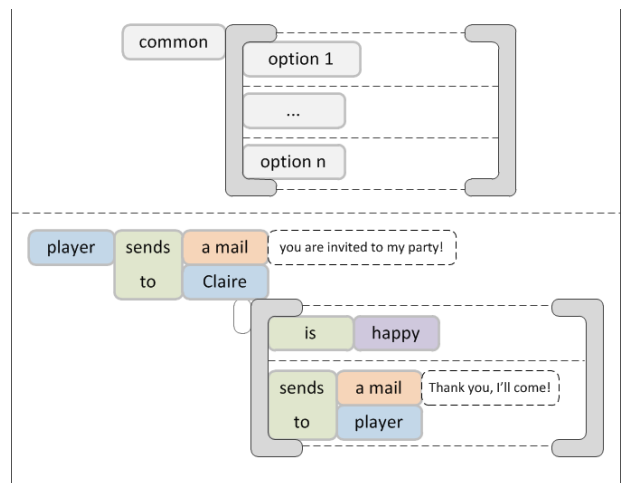 common
option 1
...
option n
player sends a mail you are invited to my party!
to Claire
is happy
sends a mail Thank you, I'll come!
to player